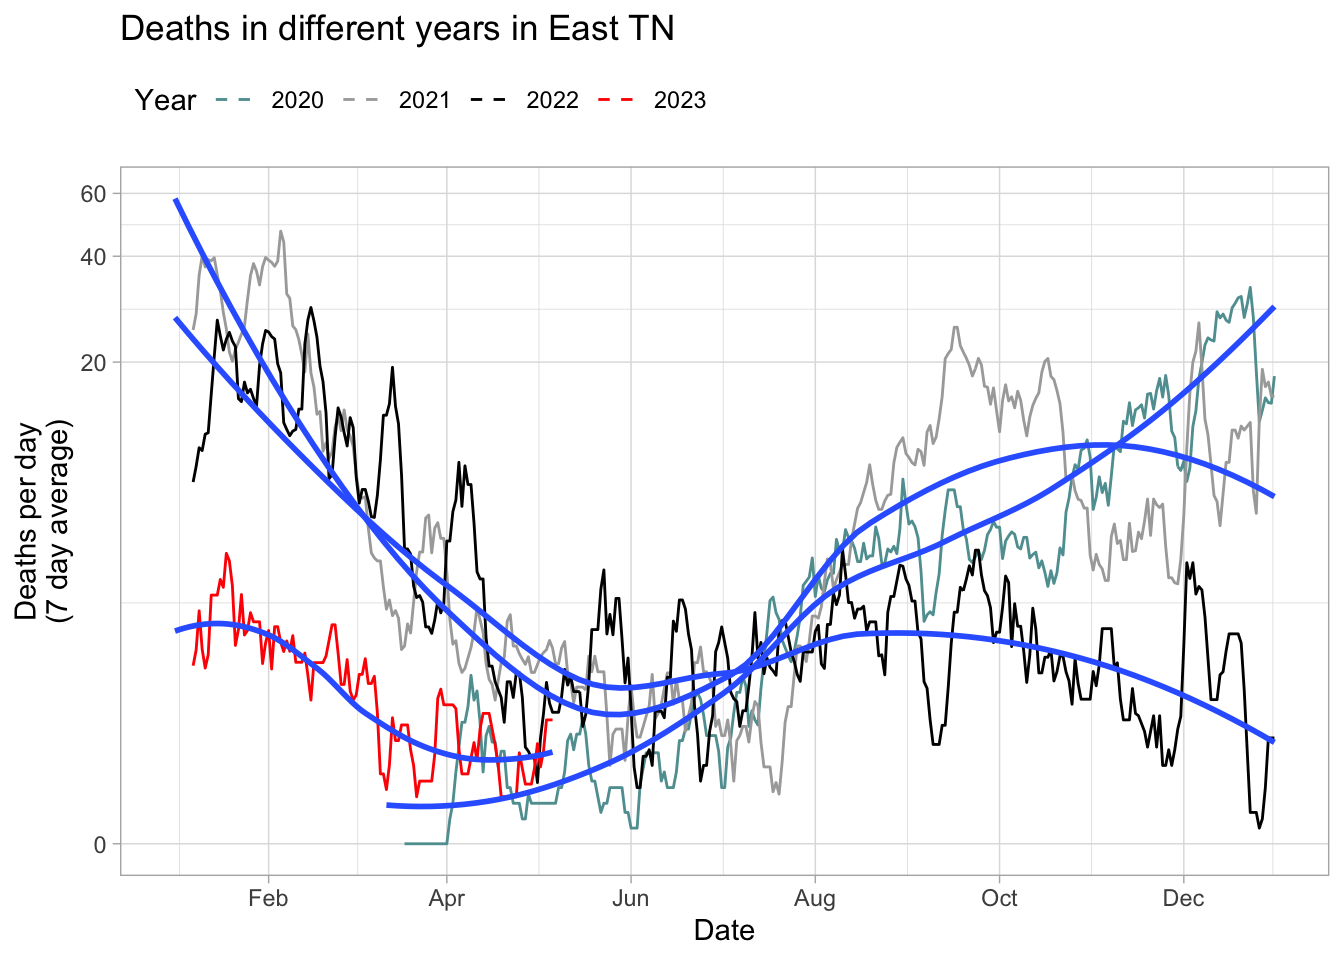 Deaths in different years in East TN
Year 2020 2021 2022 2023
60
40
20
0
Deaths per day
(7 day average)
Feb Apr Jun Aug Oct Dec
Date